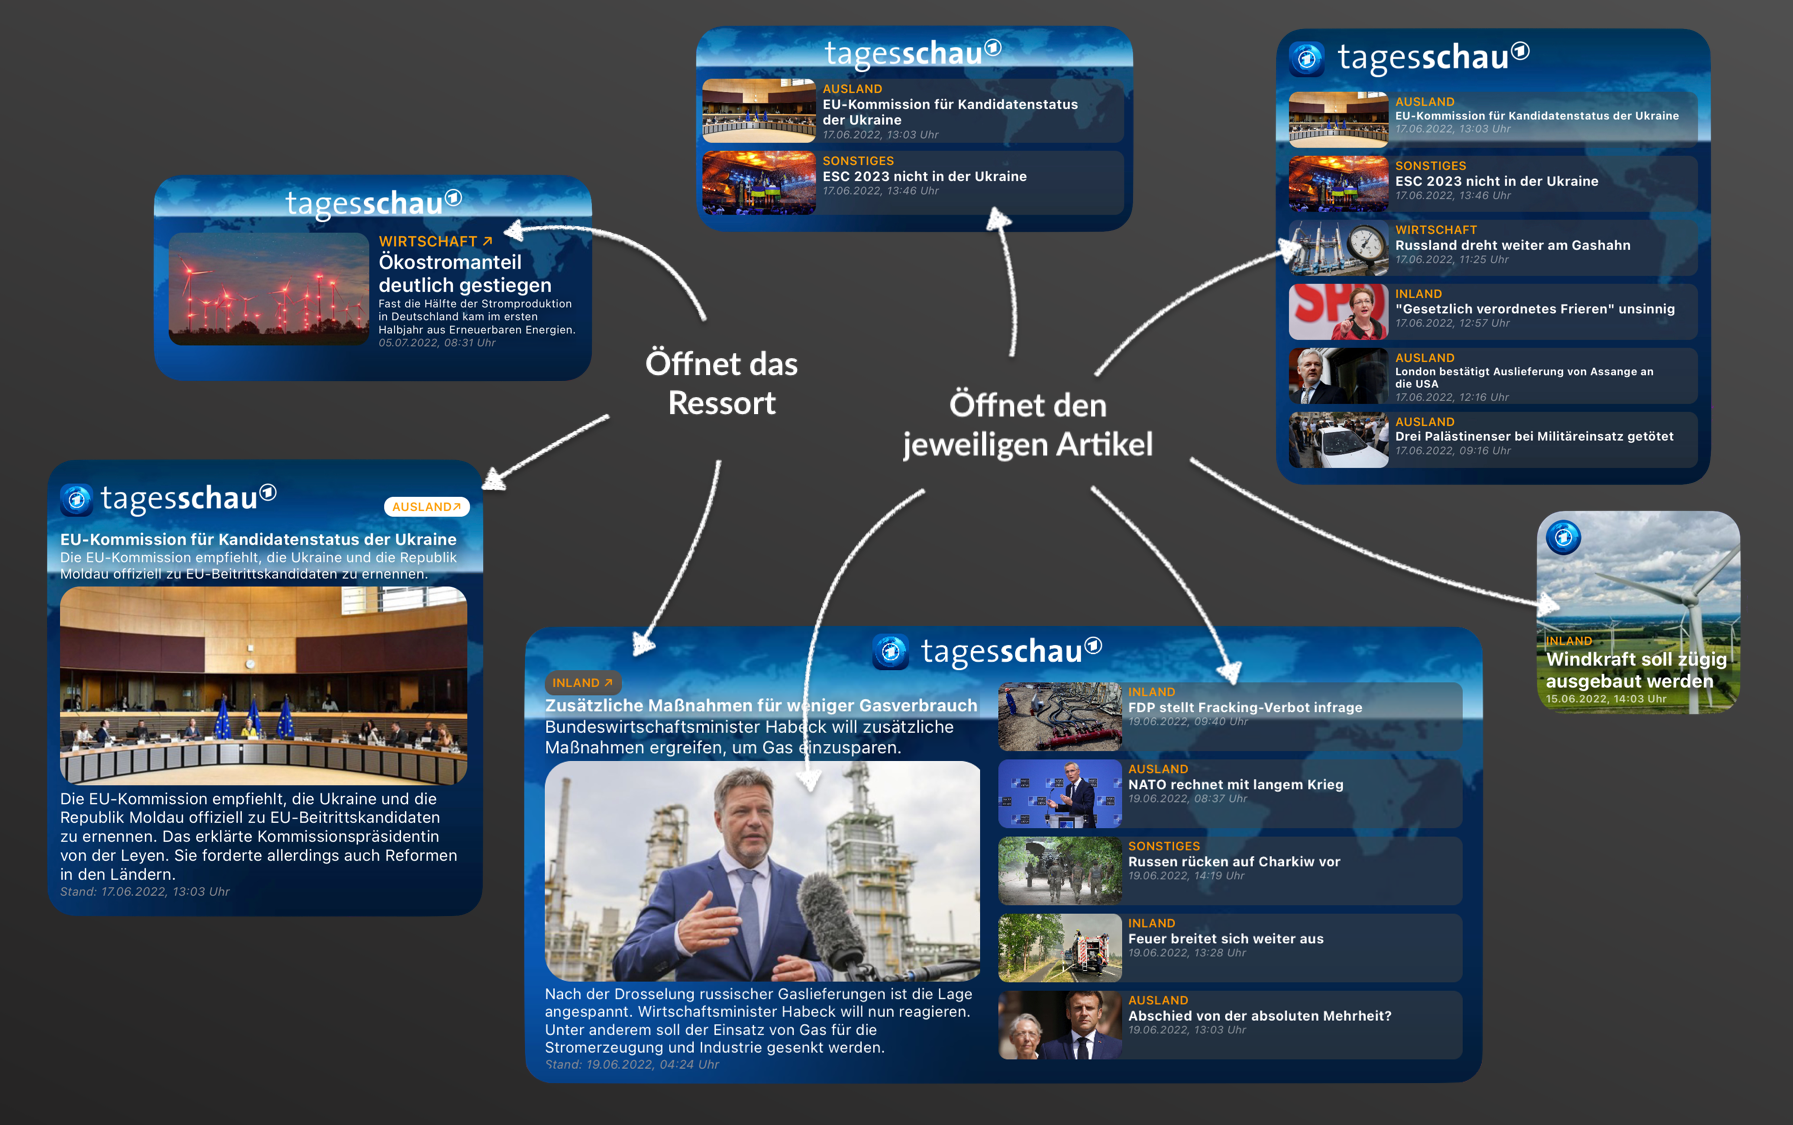 tagesschau
WIRTSCHAFT ↗
Ökostromanteil
deutlich gestiegen
Fast die Hälfte der Stromproduktion
in Deutschland kam im ersten
Halbjahr aus Erneuerbaren Energien.
05.07.2022, 08:31 Uhr
tagesschau
AUSLAND
EU-Kommission für Kandidatenstatus
der Ukraine
17.06.2022, 13:03 Uhr
SONSTIGES
ESC 2023 nicht in der Ukraine
17.06.2022, 13:46 Uhr
tagesschau
AUSLAND
EU-Kommission für Kandidatenstatus der Ukraine
17.06.2022, 13:03 Uhr
SONSTIGES
ESC 2023 nicht in der Ukraine
17.06.2022, 13:46 Uhr
WIRTSCHAFT
Russland dreht weiter am Gashahn
17.06.2022, 11:25 Uhr
INLAND
"Gesetzlich verordnetes Frieren" unsinnig
17.06.2022, 12:57 Uhr
AUSLAND
London bestätigt Auslieferung von Assange an
die USA
17.06.2022, 12:16 Uhr
AUSLAND
Drei Palästinenser bei Militäreinsatz getötet
17.06.2022, 09:16 Uhr
Öffnet das
Ressort
Öffnet den
jeweiligen Artikel
tagesschau
AUSLAND↗
EU-Kommission für Kandidatenstatus der Ukraine
Die EU-Kommission empfiehlt, die Ukraine und die Republik
Moldau offiziell zu EU-Beitrittskandidaten zu ernennen.
Die EU-Kommission empfiehlt, die Ukraine und die
Republik Moldau offiziell zu EU-Beitrittskandidaten
zu ernennen. Das erklärte Kommissionspräsidentin
von der Leyen. Sie forderte allerdings auch Reformen
in den Ländern.
Stand: 17.06.2022, 13:03 Uhr
tagesschau
INLAND ↗
Zusätzliche Maßnahmen für weniger Gasverbrauch
Bundeswirtschaftsminister Habeck will zusätzliche
Maßnahmen ergreifen, um Gas einzusparen.
Nach der Drosselung russischer Gaslieferungen ist die Lage
angespannt. Wirtschaftsminister Habeck will nun reagieren.
Unter anderem soll der Einsatz von Gas für die
Stromerzeugung und Industrie gesenkt werden.
Stand: 19.06.2022, 04:24 Uhr
INLAND
FDP stellt Fracking-Verbot infrage
19.06.2022, 09:40 Uhr
AUSLAND
NATO rechnet mit langem Krieg
19.06.2022, 08:37 Uhr
SONSTIGES
Russen rücken auf Charkiw vor
19.06.2022, 14:19 Uhr
INLAND
Feuer breitet sich weiter aus
19.06.2022, 13:28 Uhr
AUSLAND
Abschied von der absoluten Mehrheit?
19.06.2022, 13:03 Uhr
INLAND
Windkraft soll zügig
ausgebaut werden
15.06.2022, 14:03 Uhr
SPD